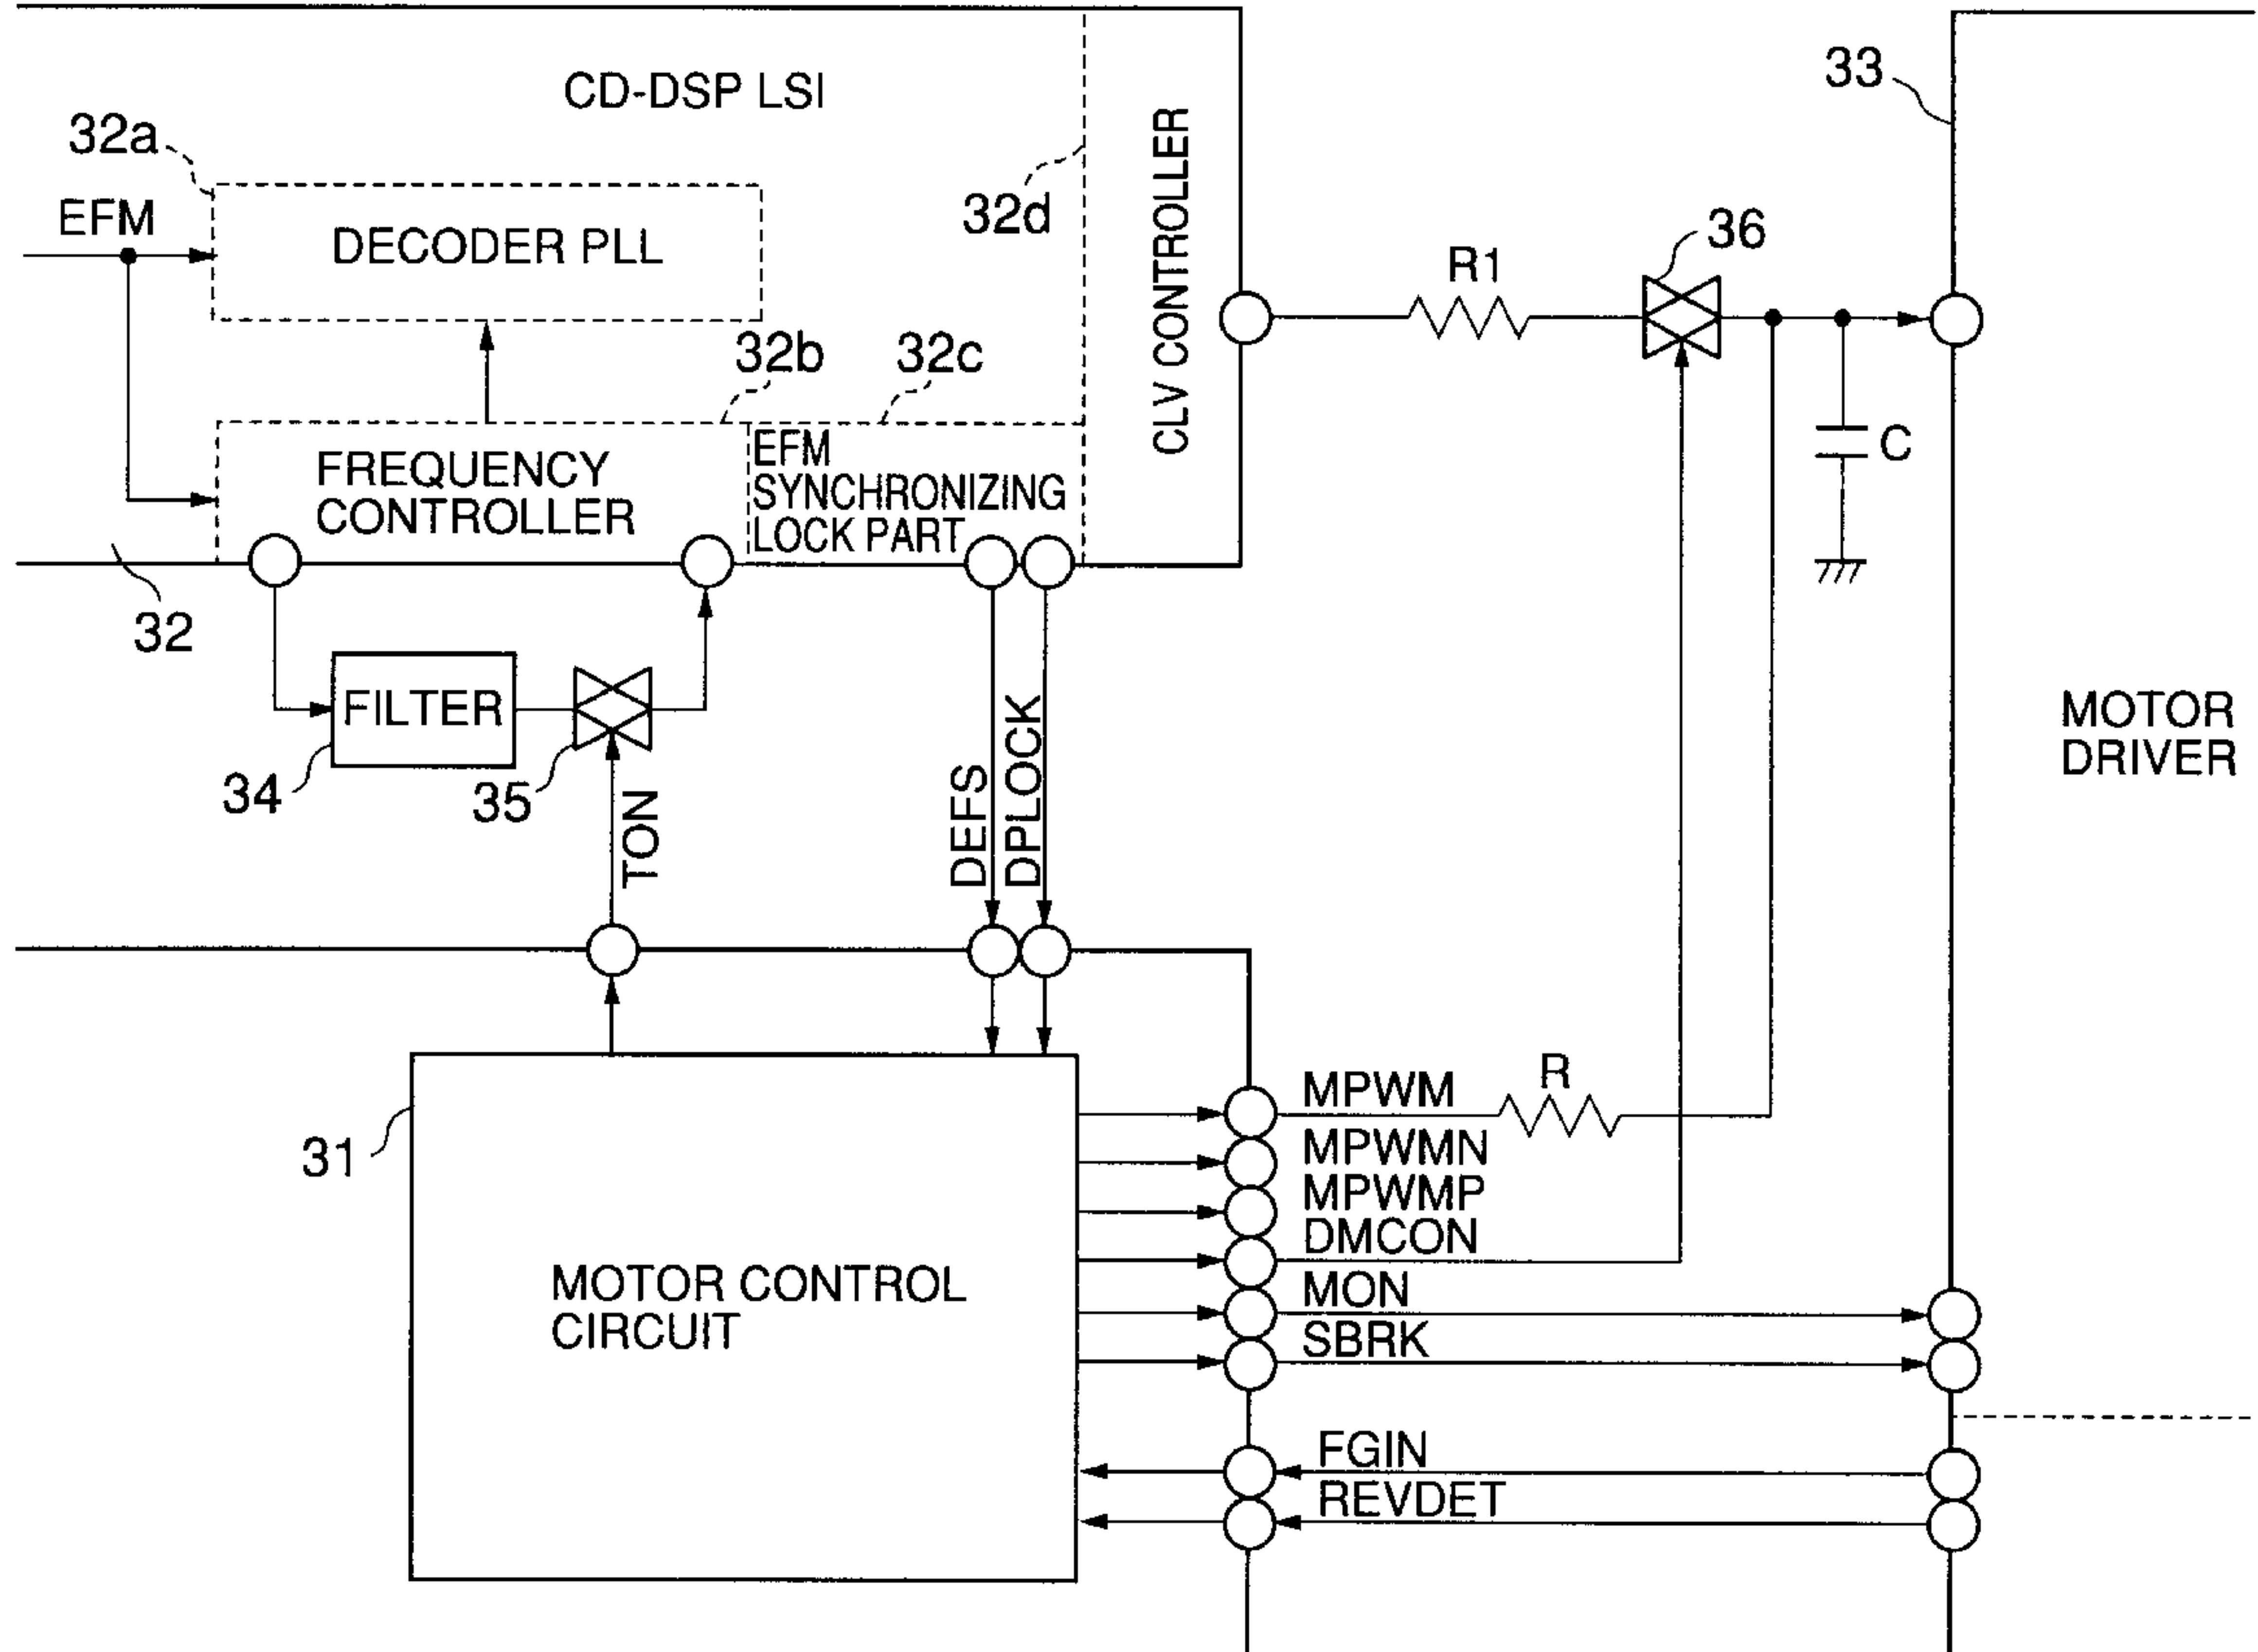 CD-DSP LSI
33
32a
EFM
DECODER PLL
32d
CLV CONTROLLER
36
R1
32b
32c
FREQUENCY
CONTROLLER
EFM
SYNCHRONIZING
LOCK PART
C
32
FILTER
34
35
TON
DEFS
DPLOCK
MOTOR
DRIVER
31
MOTOR CONTROL
CIRCUIT
MPWM
R
MPWMN
MPWMP
DMCON
MON
SBRK
FGIN
REVDET